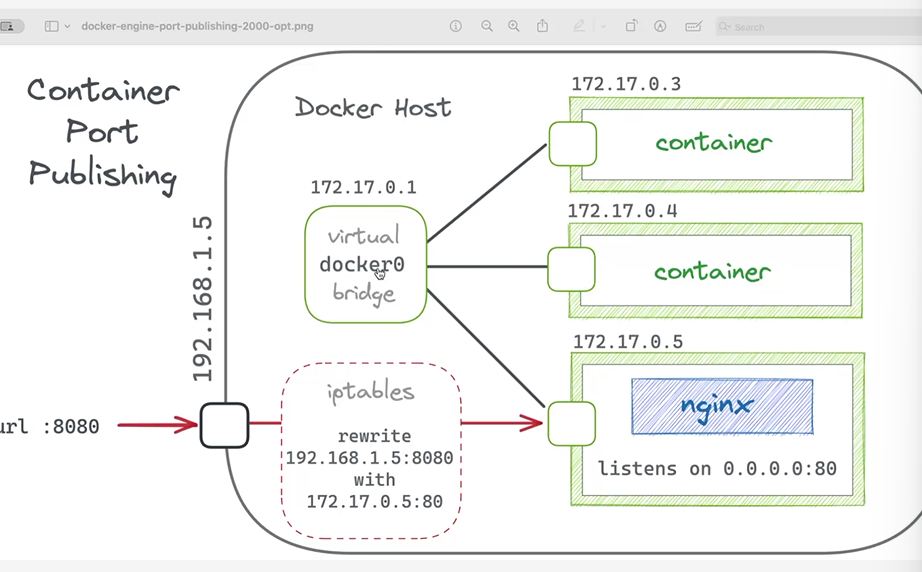 docker-engine-port-publishing-2000-opt.png
Search
Container
Port
Publishing
Docker Host
192.168.1.5
172.17.0.1
virtual
docker0
bridge
172.17.0.3
container
172.17.0.4
container
172.17.0.5
nginx
listens on 0.0.0.0:80
url :8080
iptables
rewrite
192.168.1.5:8080
with
172.17.0.5:80